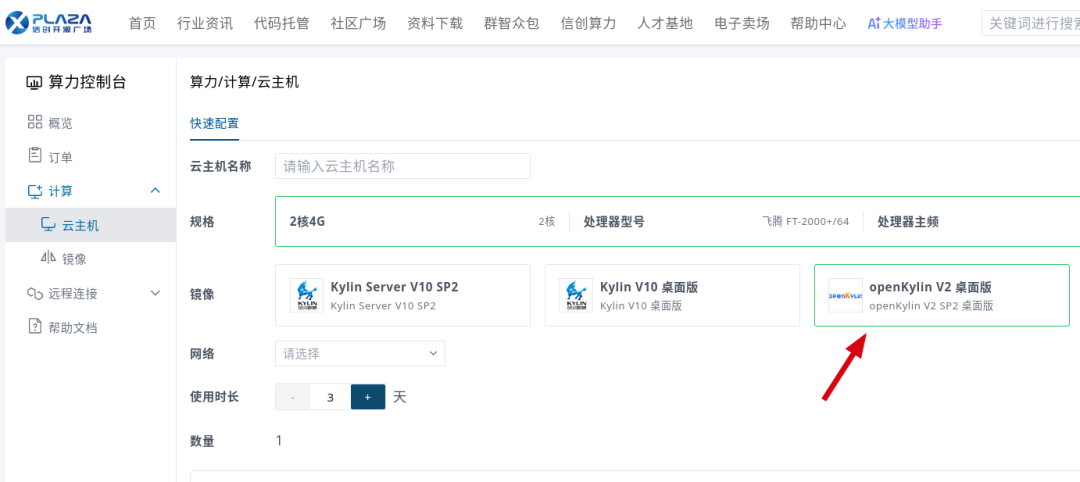 PLAZA
信创开源广场
首页 行业资讯 代码托管 社区广场 资料下载 群智众包 信创算力 人才基地 电子卖场 帮助中心 AI 大模型助手 关键词进行搜索
算力控制台
概览
订单
计算
云主机
镜像
远程连接
帮助文档
算力/计算/云主机
快速配置
云主机名称 请输入云主机名称
规格 2核4G 2核 处理器型号 飞腾 FT-2000+/64 处理器主频
镜像
KYLIN
Kylin Server V10 SP2
Kylin Server V10 SP2
KYLIN
Kylin V10 桌面版
Kylin V10 桌面版
openKylin
openKylin V2 桌面版
openKylin V2 SP2 桌面版
网络 请选择
使用时长 - 3 + 天
数量 1